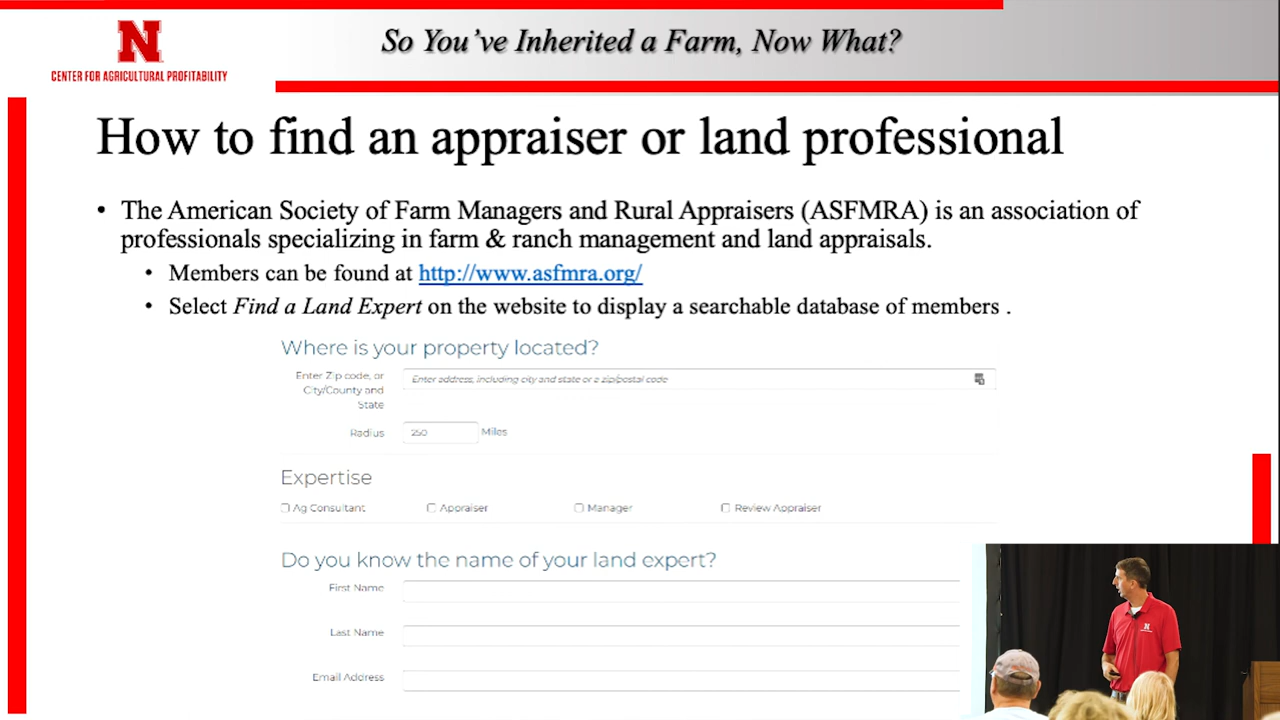 So You've Inherited a Farm, Now What?
N
CENTER FOR AGRICULTURAL PROFITABILITY
How to find an appraiser or land professional
• The American Society of Farm Managers and Rural Appraisers (ASFMRA) is an association of
professionals specializing in farm & ranch management and land appraisals.
• Members can be found at http://www.asfmra.org/
• Select Find a Land Expert on the website to display a searchable database of members .
Where is your property located?
Enter Zip code, or
City/County and
State
Enter address, including city and state or a zip/postal code
Radius 250 Miles
Expertise
Ag Consultant Appraiser Manager Review Appraiser
Do you know the name of your land expert?
First Name
Last Name
Email Address
N